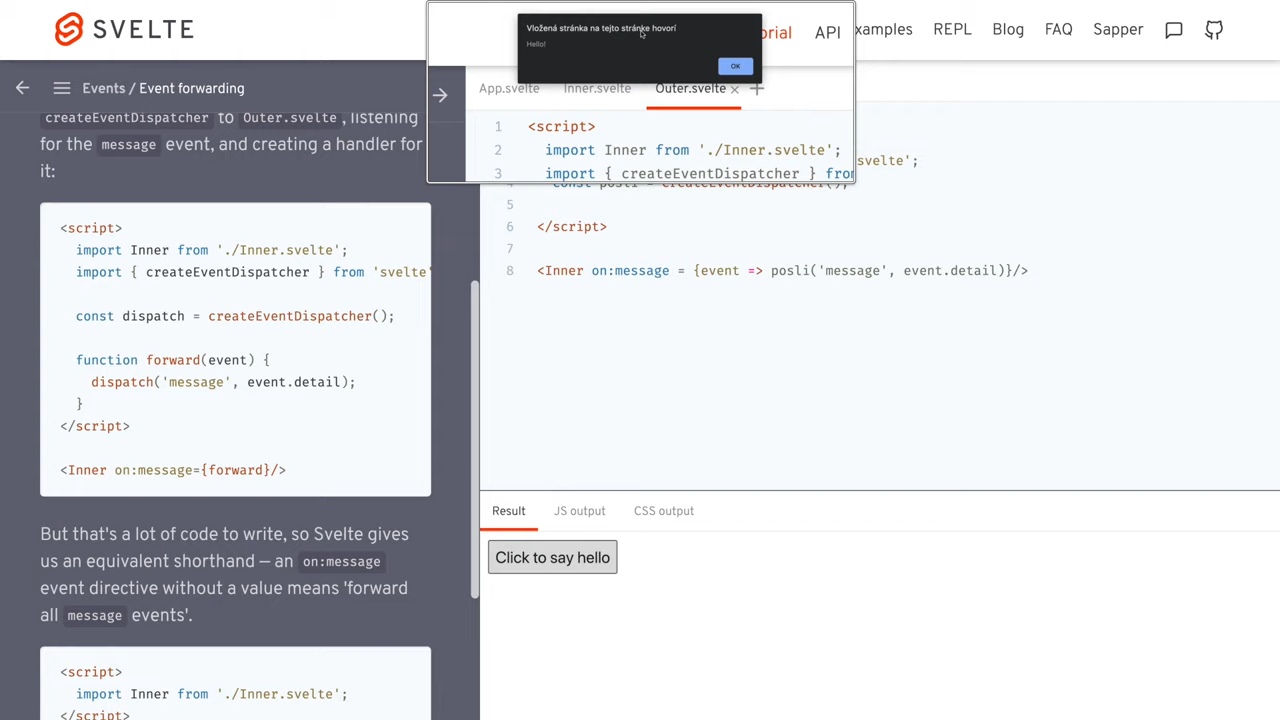 SVELTE
orial
API
xamples
REPL
Blog
FAQ
Sapper
Vložená stránka na tejto stránke hovorí
Hello!
OK
Events / Event forwarding
createEventDispatcher to Outer.svelte, listening
for the message event, and creating a handler for
it:
<script>
import Inner from './Inner.svelte';
import { createEventDispatcher } from 'svelte'
const dispatch = createEventDispatcher();
function forward(event) {
dispatch('message', event.detail);
}
</script>
<Inner on:message={forward}/>
But that's a lot of code to write, so Svelte gives
us an equivalent shorthand — an on:message
event directive without a value means 'forward
all message events'.
<script>
import Inner from './Inner.svelte';
</script>
App.svelte
Inner.svelte
Outer.svelte
1 <script>
2 import Inner from './Inner.svelte';
3 import { createEventDispatcher } from
svelte';
4 const posli = createEventDispatcher();
5
6 </script>
7
8 <Inner on:message = {event => posli('message', event.detail)}/>
Result
JS output
CSS output
Click to say hello